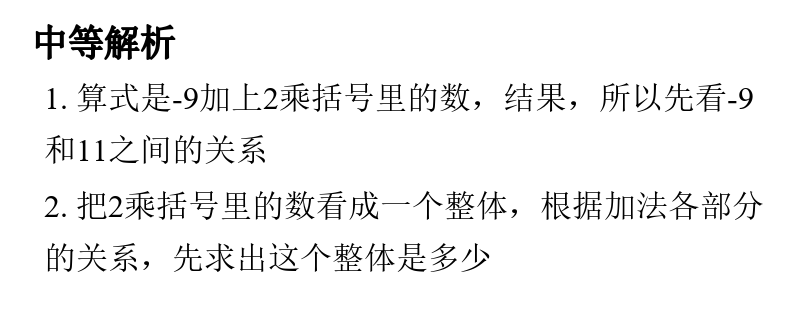 中等解析
1. 算式是-9加上2乘括号里的数，结果，所以先看-9
和11之间的关系
2. 把2乘括号里的数看成一个整体，根据加法各部分
的关系，先求出这个整体是多少